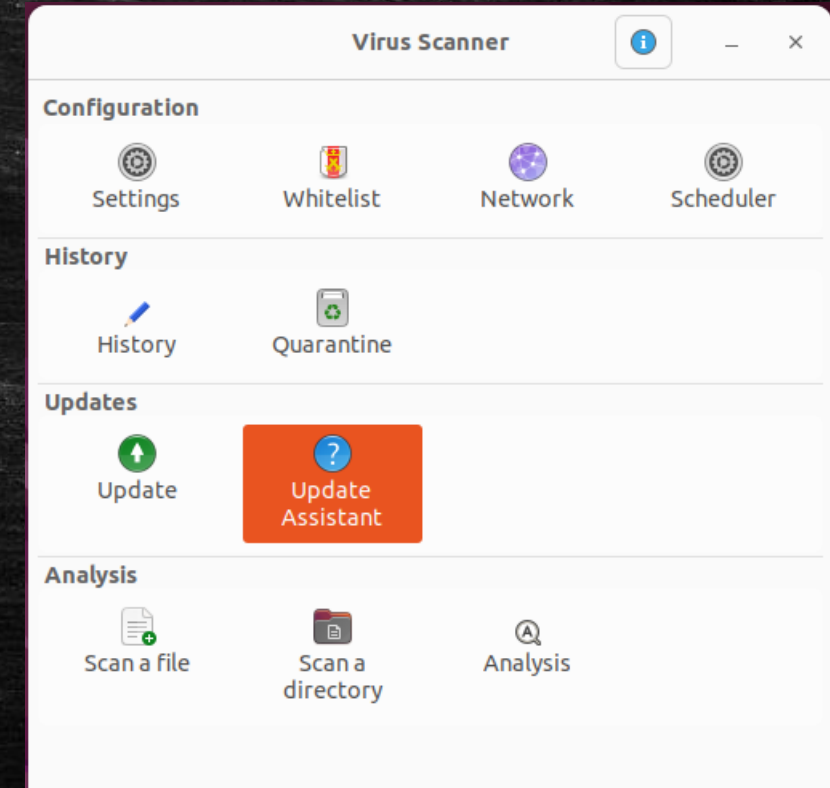 Virus Scanner
Configuration
Settings Whitelist Network Scheduler
History
History Quarantine
Updates
Update Update
Assistant
Analysis
Scan a file Scan a Analysis
directory